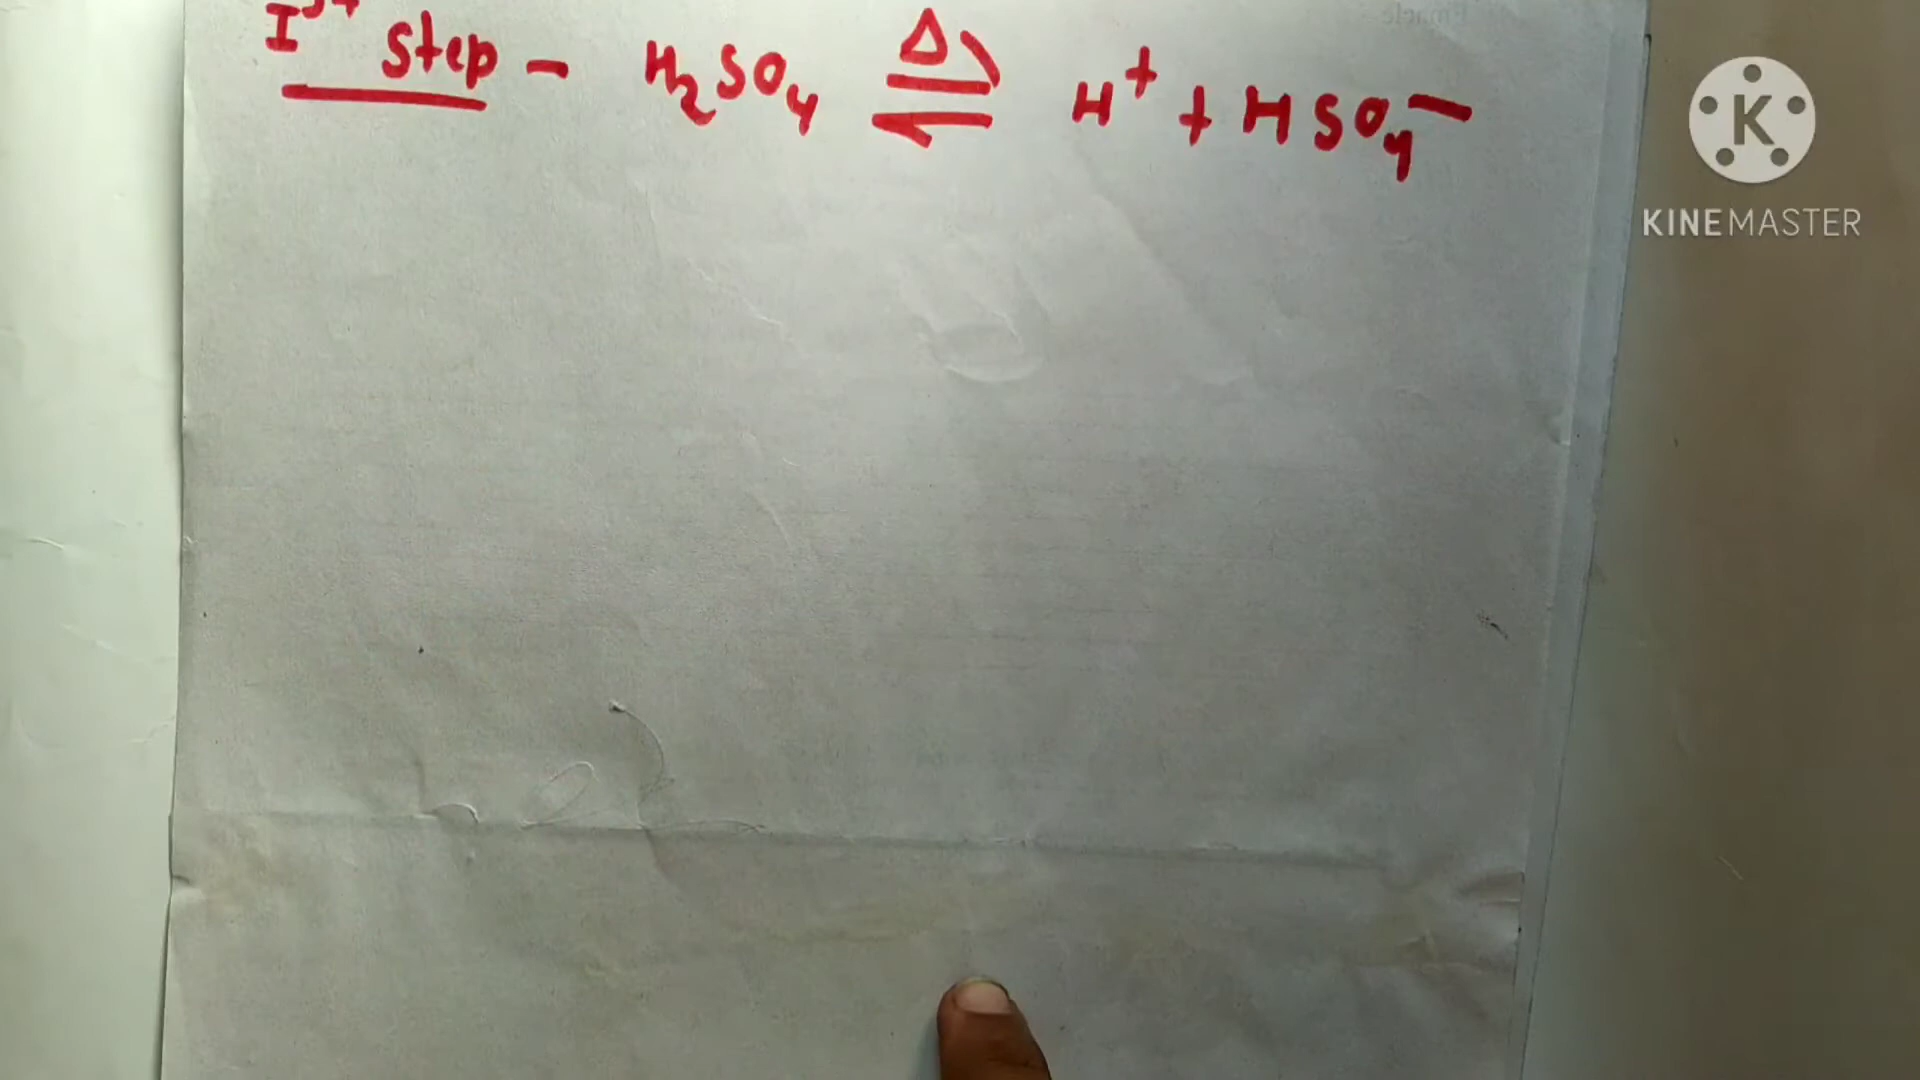 Ist step - H₂SO₄ ⇌ Δ H⁺ + HSO₄⁻
K
KINEMASTER